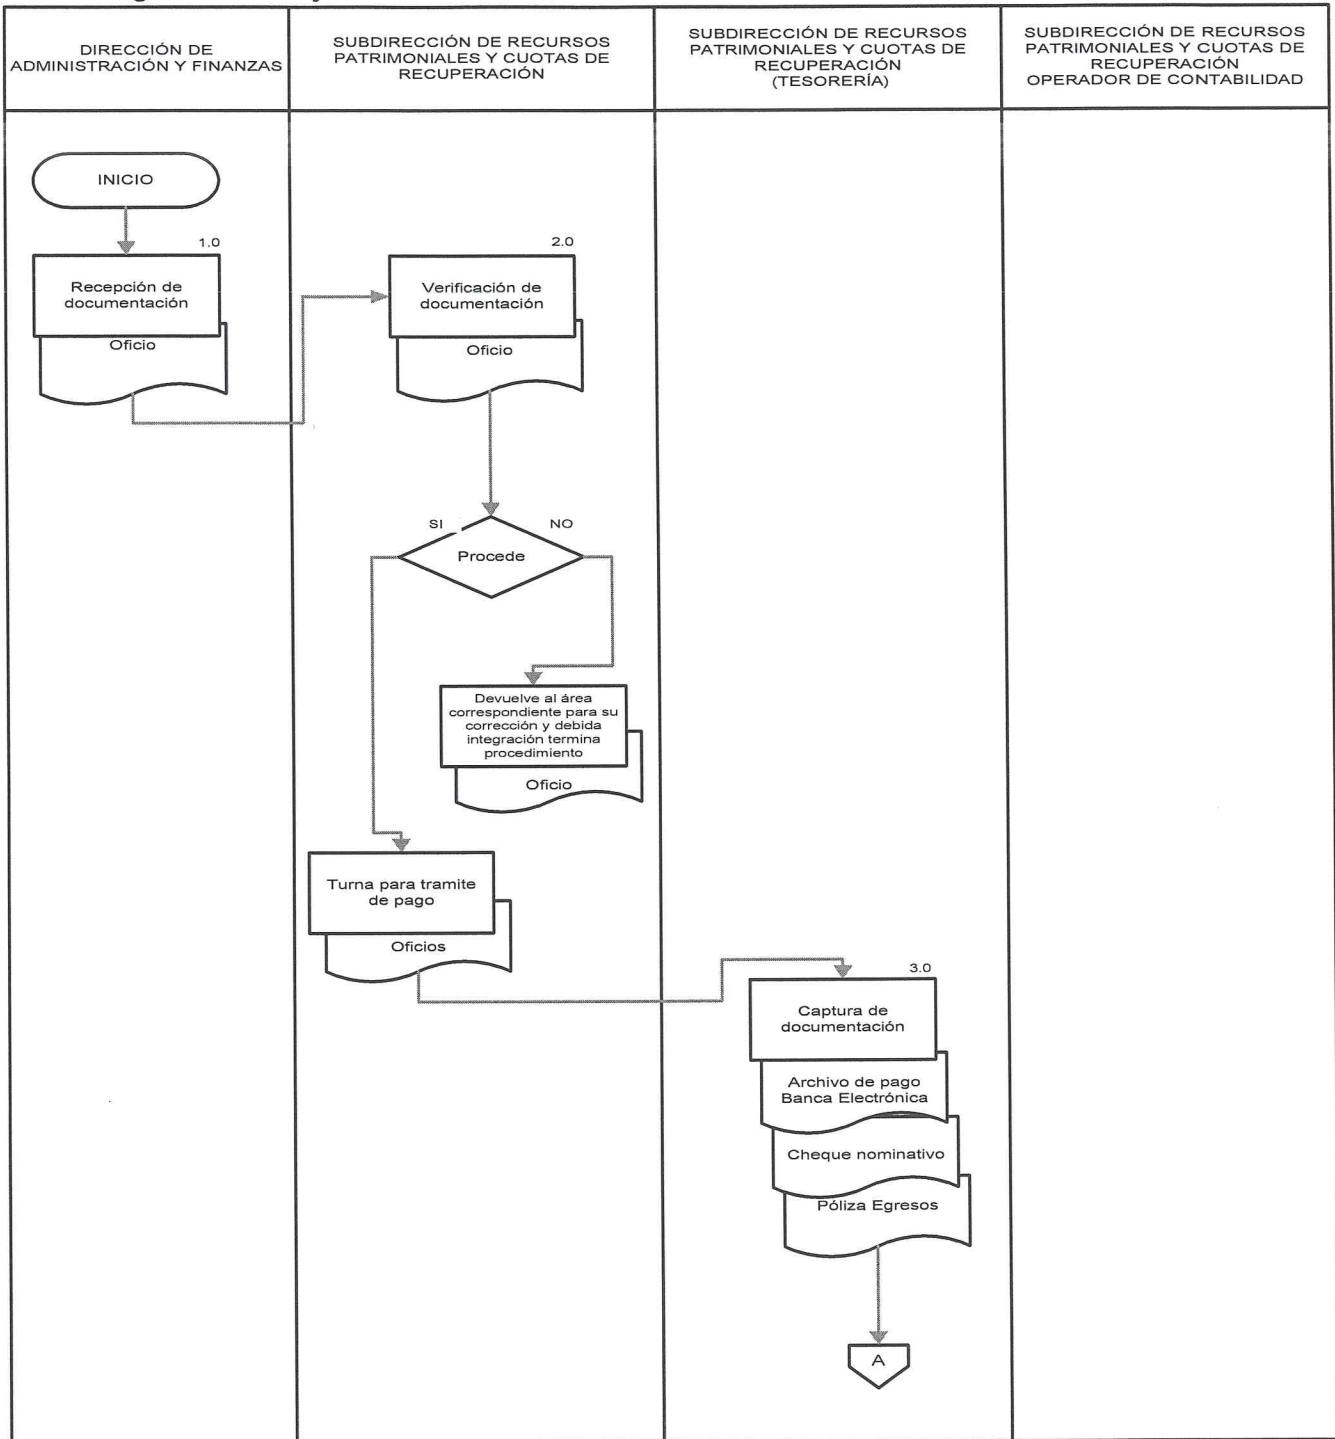 DIRECCIÓN DE
ADMINISTRACIÓN Y FINANZAS
SUBDIRECCIÓN DE RECURSOS
PATRIMONIALES Y CUOTAS DE
RECUPERACIÓN
SUBDIRECCIÓN DE RECURSOS
PATRIMONIALES Y CUOTAS DE
RECUPERACIÓN
(TESORERÍA)
SUBDIRECCIÓN DE RECURSOS
PATRIMONIALES Y CUOTAS DE
RECUPERACIÓN
OPERADOR DE CONTABILIDAD
INICIO
1.0
Recepción de
documentación
Oficio
2.0
Verificación de
documentación
Oficio
SI
NO
Procede
Devuelve al área
correspondiente para su
corrección y debida
integración termina
procedimiento
Oficio
Turna para tramite
de pago
Oficios
3.0
Captura de
documentación
Archivo de pago
Banca Electrónica
Cheque nominativo
Póliza Egresos
A